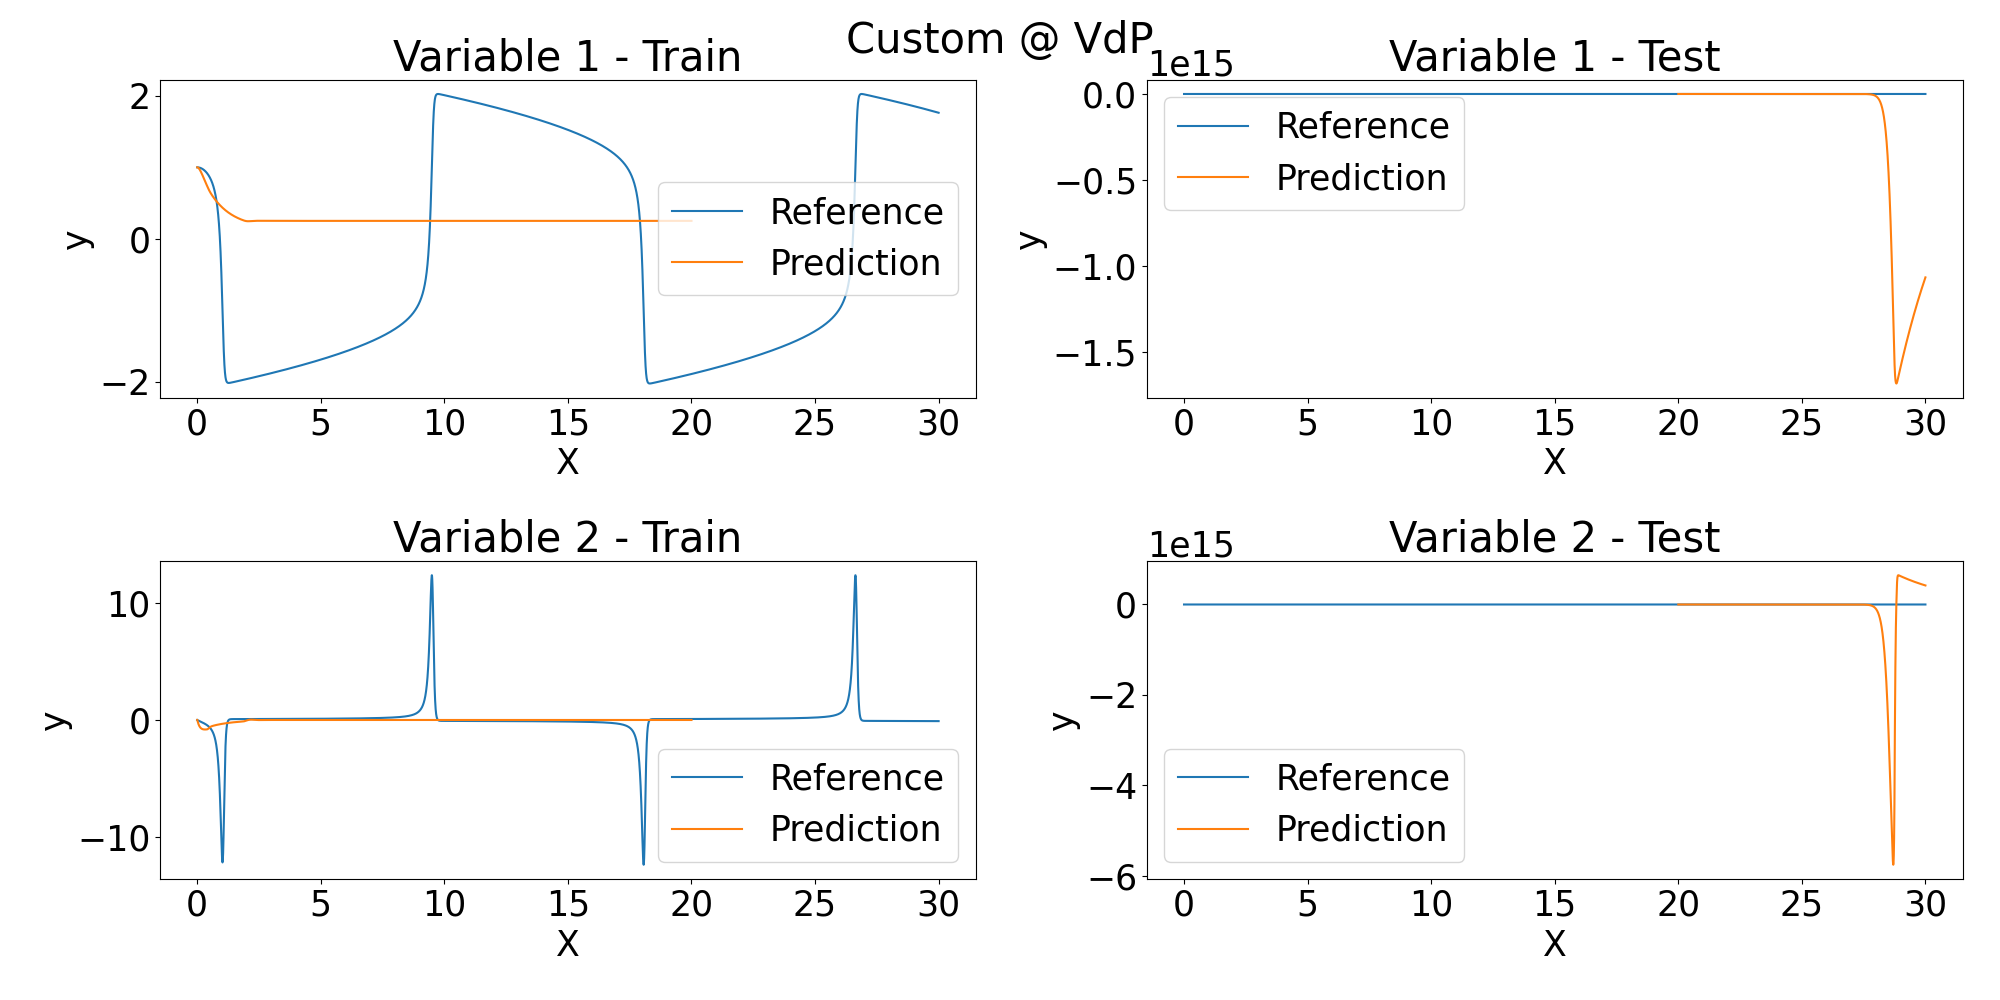 Custom @ VdP
Variable 1 - Train
2
0
−2
y
0 5 10 15 20 25 30
X
Reference
Prediction
Variable 1 - Test
1e15
0.0
−0.5
−1.0
−1.5
y
0 5 10 15 20 25 30
X
Reference
Prediction
Variable 2 - Train
10
0
−10
y
0 5 10 15 20 25 30
X
Reference
Prediction
Variable 2 - Test
1e15
0
−2
−4
−6
y
0 5 10 15 20 25 30
X
Reference
Prediction